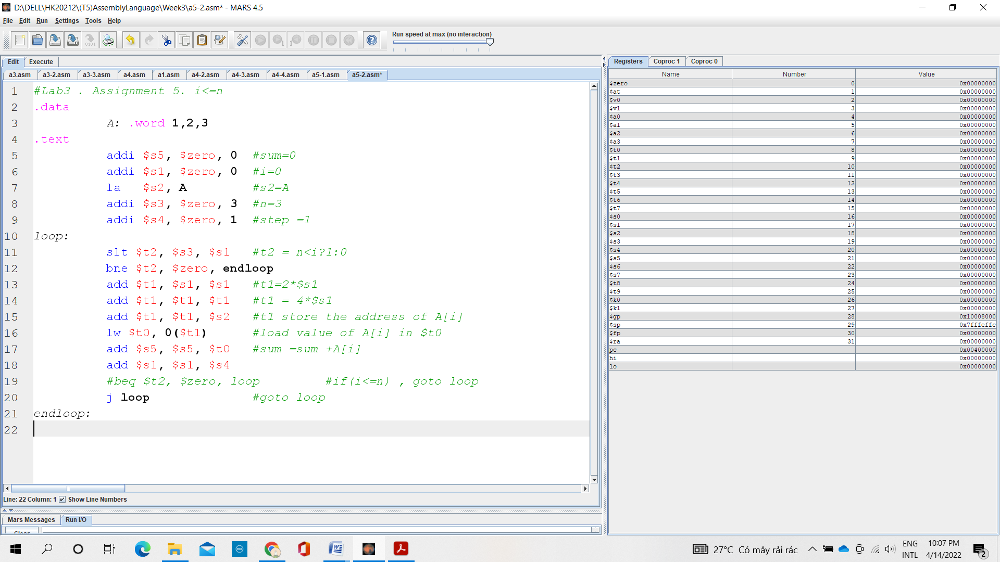 D:\DELL\HK20212\(T5)AssemblyLanguage\Week3\a5-2.asm* - MARS 4.5
File Edit Run Settings Tools Help
Run speed at max (no interaction)
Edit Execute
a3.asm a3-2.asm a3-3.asm a4.asm a1.asm a4-2.asm a4-3.asm a4-4.asm a5-1.asm a5-2.asm*
1 #Lab3 . Assignment 5. i<=n
2 .data
3 A: .word 1,2,3
4 .text
5 addi $s5, $zero, 0 #sum=0
6 addi $s1, $zero, 0 #i=0
7 la $s2, A #s2=A
8 addi $s3, $zero, 3 #n=3
9 addi $s4, $zero, 1 #step =1
10 loop:
11 slt $t2, $s3, $s1 #t2 = n<i?1:0
12 bne $t2, $zero, endloop
13 add $t1, $s1, $s1 #t1=2*$s1
14 add $t1, $t1, $t1 #t1 = 4*$s1
15 add $t1, $t1, $s2 #t1 store the address of A[i]
16 lw $t0, 0($t1) #load value of A[i] in $t0
17 add $s5, $s5, $t0 #sum =sum +A[i]
18 add $s1, $s1, $s4
19 #beq $t2, $zero, loop #if(i<=n) , goto loop
20 j loop #goto loop
21 endloop:
22
Line: 22 Column: 1 Show Line Numbers
Mars Messages Run I/O
Clear
Registers Coproc 1 Coproc 0
Name Number Value
$zero 0 0x00000000
$at 1 0x00000000
$v0 2 0x00000000
$v1 3 0x00000000
$a0 4 0x00000000
$a1 5 0x00000000
$a2 6 0x00000000
$a3 7 0x00000000
$t0 8 0x00000000
$t1 9 0x00000000
$t2 10 0x00000000
$t3 11 0x00000000
$t4 12 0x00000000
$t5 13 0x00000000
$t6 14 0x00000000
$t7 15 0x00000000
$s0 16 0x00000000
$s1 17 0x00000000
$s2 18 0x00000000
$s3 19 0x00000000
$s4 20 0x00000000
$s5 21 0x00000000
$s6 22 0x00000000
$s7 23 0x00000000
$t8 24 0x00000000
$t9 25 0x00000000
$k0 26 0x00000000
$k1 27 0x00000000
$gp 28 0x10008000
$sp 29 0x7fffeffc
$fp 30 0x00000000
$ra 31 0x00000000
pc 0x00400000
hi 0x00000000
lo 0x00000000
27°C Có mây rải rác
ENG
INTL
10:07 PM
4/14/2022
2